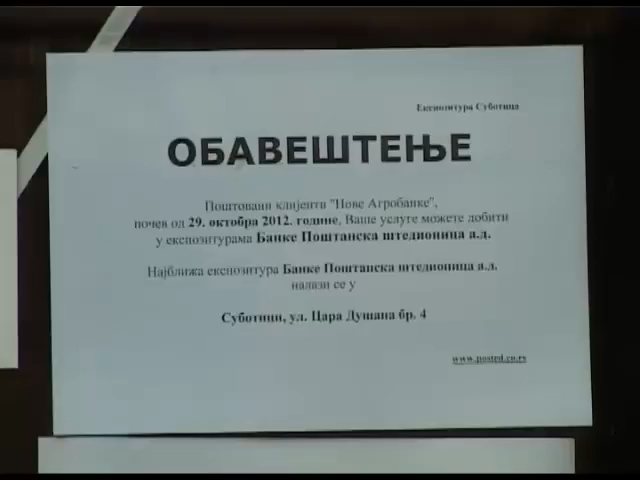 Експозитура Суботица
ОБАВЕШТЕЊЕ
Поштовани клијенти "Нове Агробанке",
почев од 29. октобра 2012. године, Ваше услуге можете добити
у експозитурама Банке Поштанска штедионица а.д.
Најближа експозитура Банке Поштанска штедионица а.д.
налази се у
Суботици, ул. Цара Душана бр. 4
www.posted.co.rs